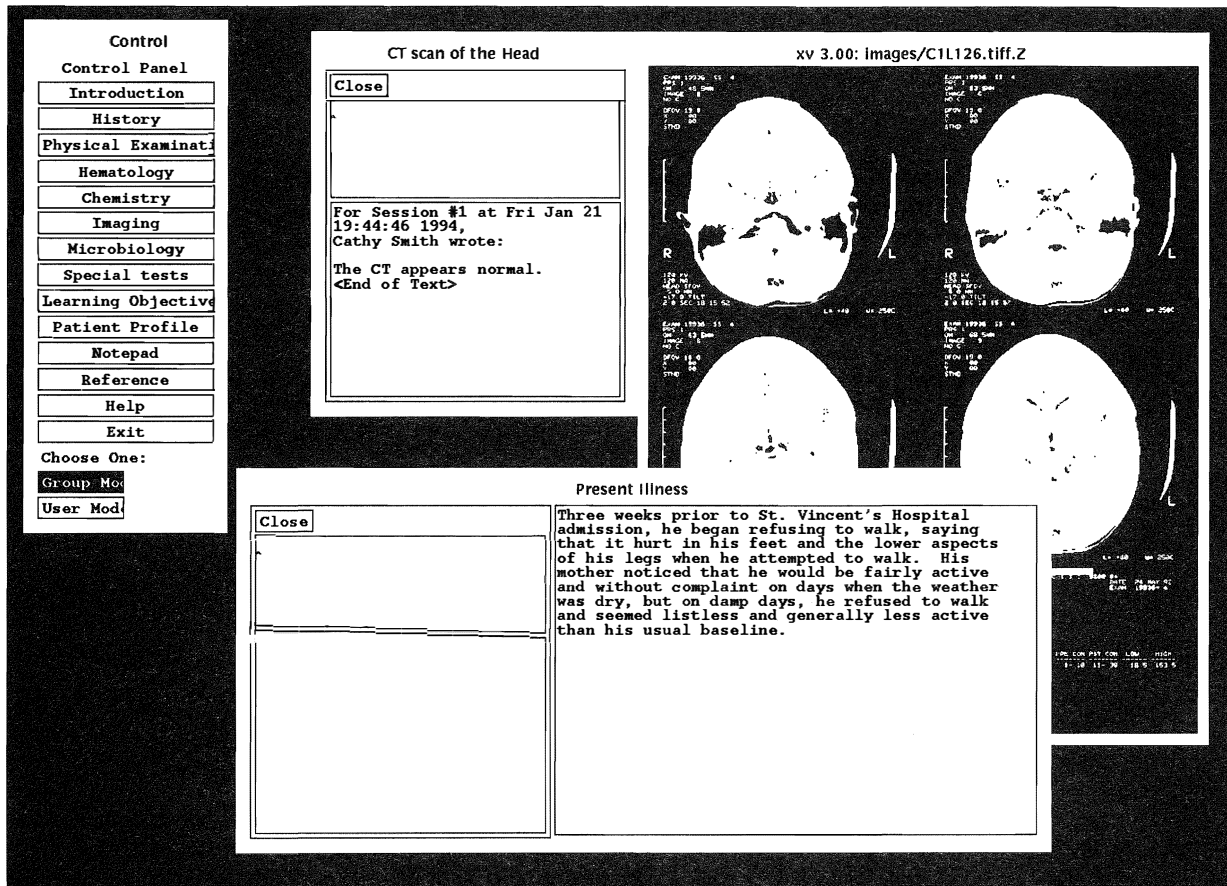 Control
Control Panel
Introduction
History
Physical Examinati
Hematology
Chemistry
Imaging
Microbiology
Special tests
Learning Objective
Patient Profile
Notepad
Reference
Help
Exit
Choose One:
Group Mo
User Mod
CT scan of the Head
Close
For Session #1 at Fri Jan 21
19:44:46 1994,
Cathy Smith wrote:
The CT appears normal.
<End of Text>
xv 3.00: images/C1L126.tiff.Z
R
L
R
L
L
Present Illness
Close
Three weeks prior to St. Vincent's Hospital
admission, he began refusing to walk, saying
that it hurt in his feet and the lower aspects
of his legs when he attempted to walk.  His
mother noticed that he would be fairly active
and without complaint on days when the weather
was dry, but on damp days, he refused to walk
and seemed listless and generally less active
than his usual baseline.